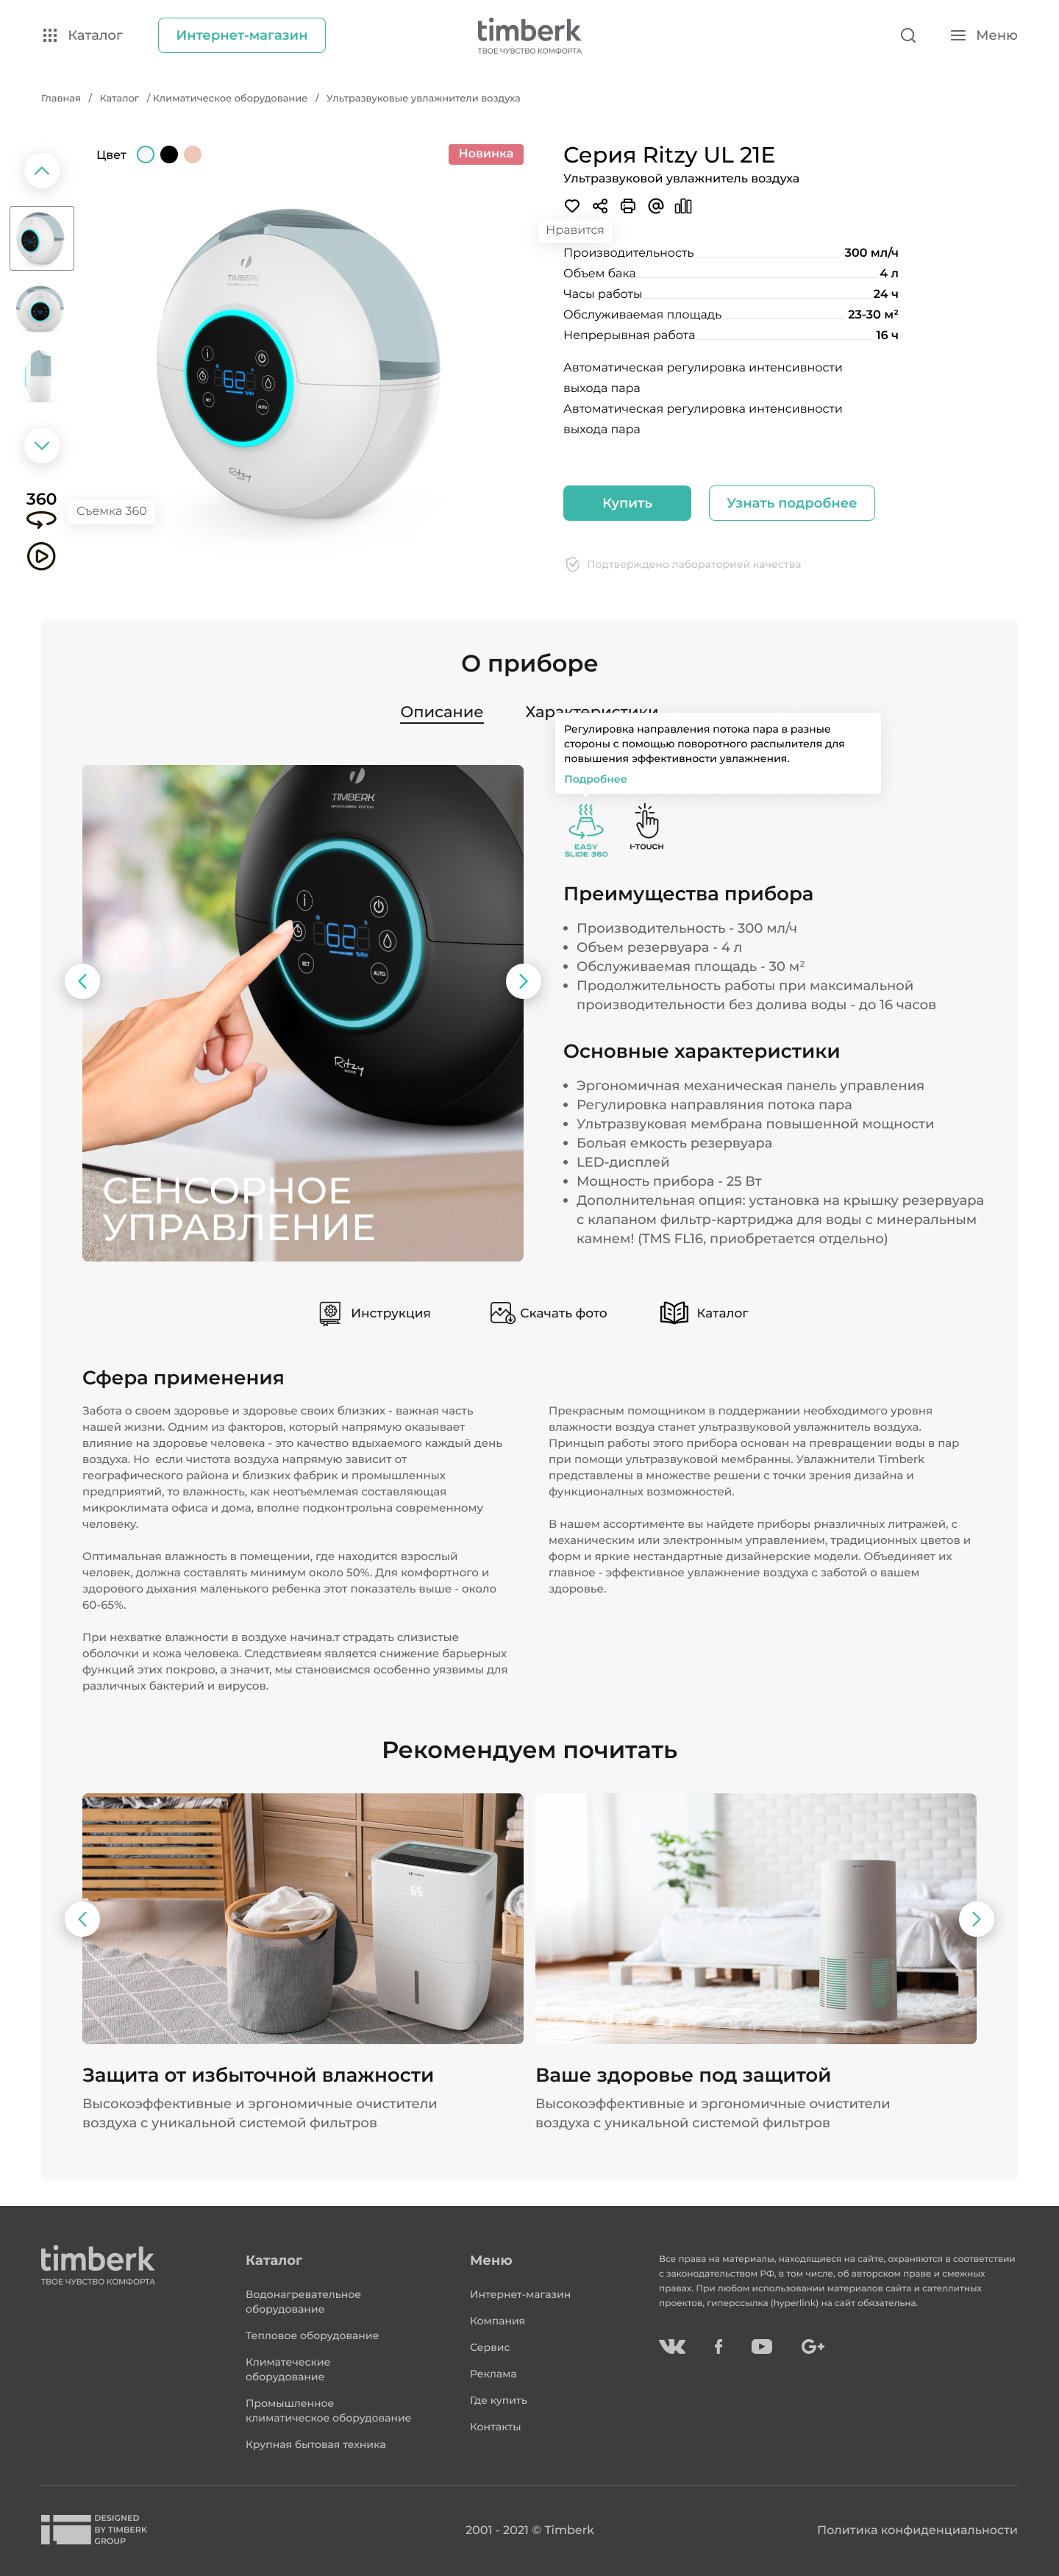 Каталог
Интернет-магазин
timberk
ТВОЕ ЧУВСТВО КОМФОРТА
Меню
Главная / Каталог / Климатическое оборудование / Ультразвуковые увлажнители воздуха
Цвет
Новинка
TIMBERK
62
SET
AUTO
Ritzy
360
Съемка 360
Серия Ritzy UL 21E
Ультразвуковой увлажнитель воздуха
Нравится
Производительность 300 мл/ч
Объем бака 4 л
Часы работы 24 ч
Обслуживаемая площадь 23-30 м²
Непрерывная работа 16 ч
Автоматическая регулировка интенсивности
выхода пара
Автоматическая регулировка интенсивности
выхода пара
Купить
Узнать подробнее
Подтверждено лабораторией качества
О приборе
Описание
Характеристики
Регулировка направления потока пара в разные
стороны с помощью поворотного распылителя для
повышения эффективности увлажнения.
Подробнее
EASY
SLIDE 360
I-TOUCH
TIMBERK
PROFESSIONAL EDITION
62
SET
AUTO
Ritzy
СЕНСОРНОЕ
УПРАВЛЕНИЕ
Преимущества прибора
Производительность - 300 мл/ч
Объем резервуара - 4 л
Обслуживаемая площадь - 30 м²
Продолжительность работы при максимальной
производительности без долива воды - до 16 часов
Основные характеристики
Эргономичная механическая панель управления
Регулировка направляния потока пара
Ультразвуковая мембрана повышенной мощности
Больая емкость резервуара
LED-дисплей
Мощность прибора - 25 Вт
Дополнительная опция: установка на крышку резервуара
с клапаном фильтр-картриджа для воды с минеральным
камнем! (TMS FL16, приобретается отдельно)
Инструкция
Скачать фото
Каталог
Сфера применения
Забота о своем здоровье и здоровье своих близких - важная часть
нашей жизни. Одним из факторов, который напрямую оказывает
влияние на здоровье человека - это качество вдыхаемого каждый день
воздуха. Но если чистота воздуха напрямую зависит от
географического района и близких фабрик и промышленных
предприятий, то влажность, как неотъемлемая составляющая
микроклимата офиса и дома, вполне подконтрольна современному
человеку.
Оптимальная влажность в помещении, где находится взрослый
человек, должна составлять минимум около 50%. Для комфортного и
здорового дыхания маленького ребенка этот показатель выше - около
60-65%.
При нехватке влажности в воздухе начина.т страдать слизистые
оболочки и кожа человека. Следствиеям является снижение барьерных
функций этих покрово, а значит, мы становисмся особенно уязвимы для
различных бактерий и вирусов.
Прекрасным помощником в поддержании необходимого уровня
влажности воздуа станет ультразвуковой увлажнитель воздуха.
Принцып работы этого прибора основан на превращении воды в пар
при помощи ультразвуковой мембранны. Увлажнители Timberk
представлены в множестве решени с точки зрения дизайна и
функционалных возможностей.
В нашем ассортименте вы найдете приборы рназличных литражей, с
механическим или электронным управлением, традиционных цветов и
форм и яркие нестандартные дизайнерские модели. Объединяет их
главное - эффективное увлажнение воздуха с заботой о вашем
здоровье.
Рекомендуем почитать
65
Защита от избыточной влажности
Высокоэффективные и эргономичные очистители
воздуха с уникальной системой фильтров
Ваше здоровье под защитой
Высокоэффективные и эргономичные очистители
воздуха с уникальной системой фильтров
timberk
ТВОЕ ЧУВСТВО КОМФОРТА
Каталог
Водонагревательное
оборудование
Тепловое оборудование
Климатеческие
оборудование
Промышленное
климатическое оборудование
Крупная бытовая техника
Меню
Интернет-магазин
Компания
Сервис
Реклама
Где купить
Контакты
Все права на материалы, находящиеся на сайте, охраняются в соответствии
с законодательством РФ, в том числе, об авторском праве и смежных
правах. При любом использовании материалов сайта и сателлитных
проектов, гиперссылка (hyperlink) на сайт обязательна.
DESIGNED
BY TIMBERK
GROUP
2001 - 2021 © Timberk
Политика конфиденциальности